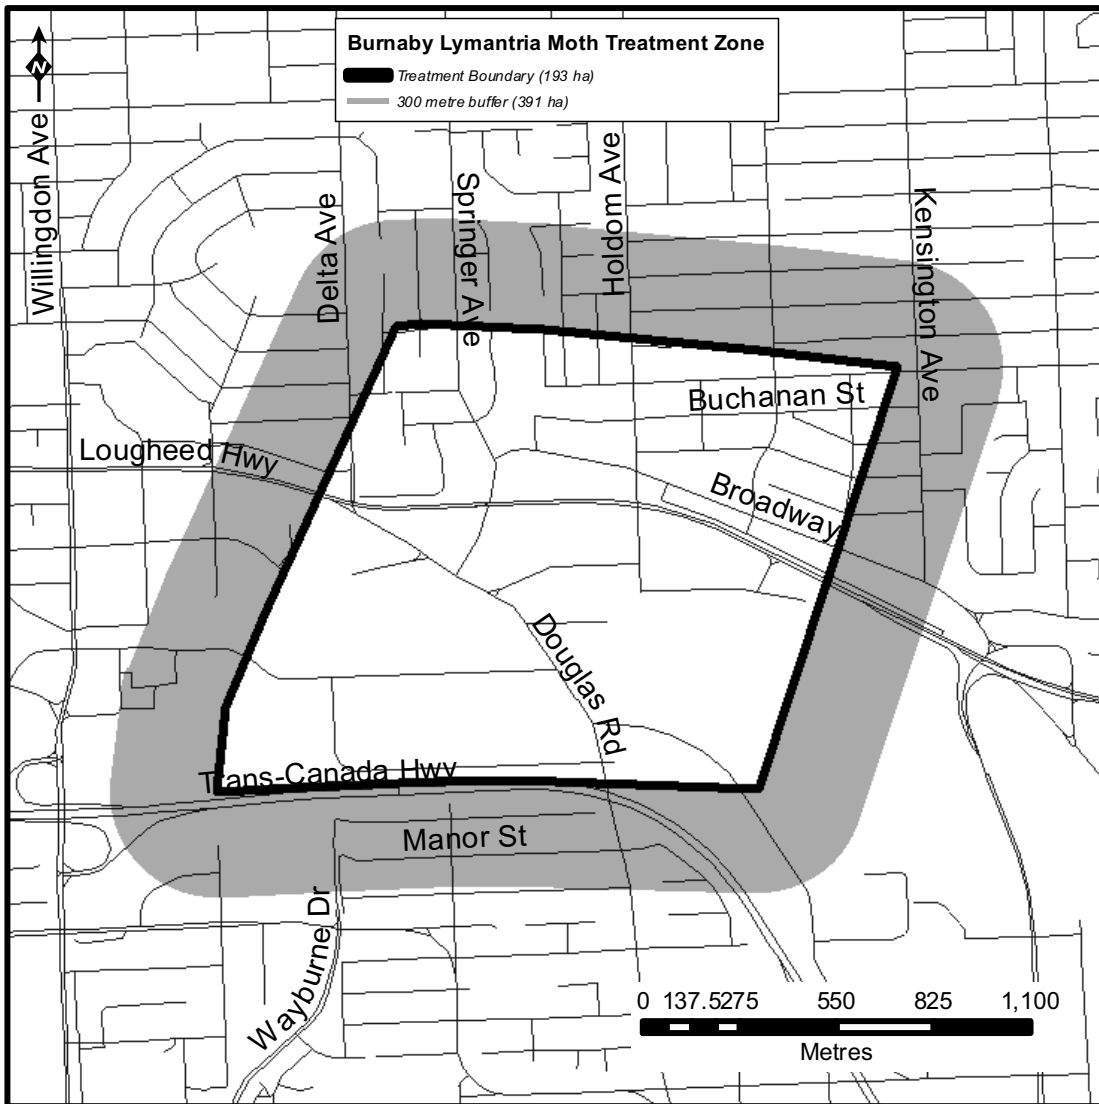 Burnaby Lymantria Moth Treatment Zone
Treatment Boundary (193 ha)
300 metre buffer (391 ha)
N
Willingdon Ave
Delta Ave
Springer Ave
Holdom Ave
Kensington Ave
Buchanan St
Lougheed Hwy
Broadway
Douglas Rd
Trans-Canada Hwy
Manor St
Wayburne Dr
0 137.5 275 550 825 1,100
Metres